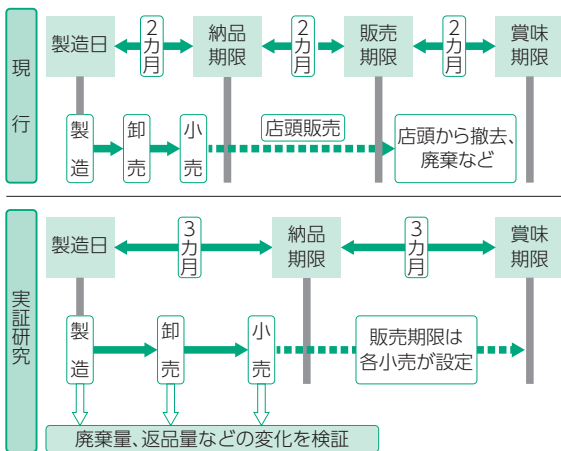 現行
製造日
2カ月
納品
期限
2カ月
販売
期限
2カ月
賞味
期限
製造
卸売
小売
店頭販売
店頭から撤去、
廃棄など
実証研究
製造日
3カ月
納品
期限
3カ月
賞味
期限
製造
卸売
小売
販売期限は
各小売が設定
廃棄量、返品量などの変化を検証